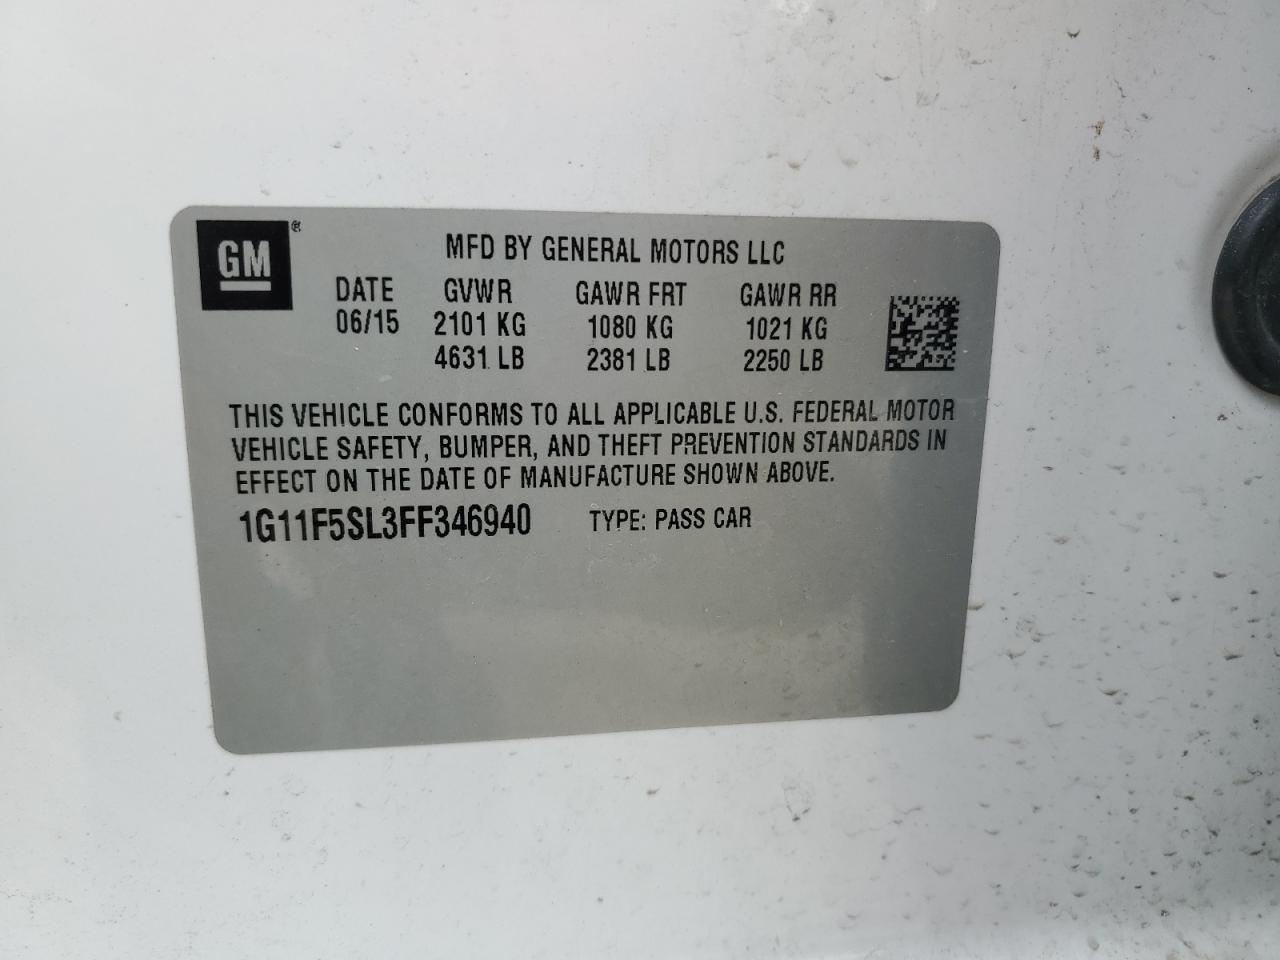 GM ®
MFD BY GENERAL MOTORS LLC
DATE GVWR GAWR FRT GAWR RR
06/15 2101 KG 1080 KG 1021 KG
4631 LB 2381 LB 2250 LB
THIS VEHICLE CONFORMS TO ALL APPLICABLE U.S. FEDERAL MOTOR
VEHICLE SAFETY, BUMPER, AND THEFT PREVENTION STANDARDS IN
EFFECT ON THE DATE OF MANUFACTURE SHOWN ABOVE.
1G11F5SL3FF346940 TYPE: PASS CAR